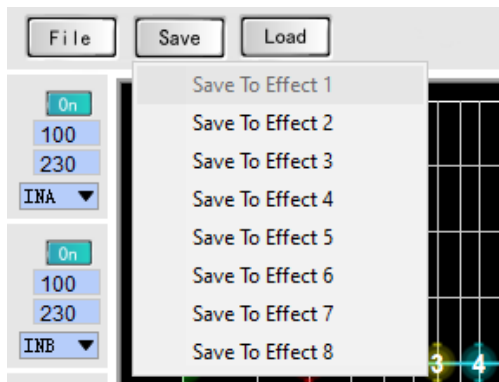 File Save Load
Save To Effect 1
Save To Effect 2
Save To Effect 3
Save To Effect 4
Save To Effect 5
Save To Effect 6
Save To Effect 7
Save To Effect 8
On
100
230
INA
On
100
230
INB
3 4